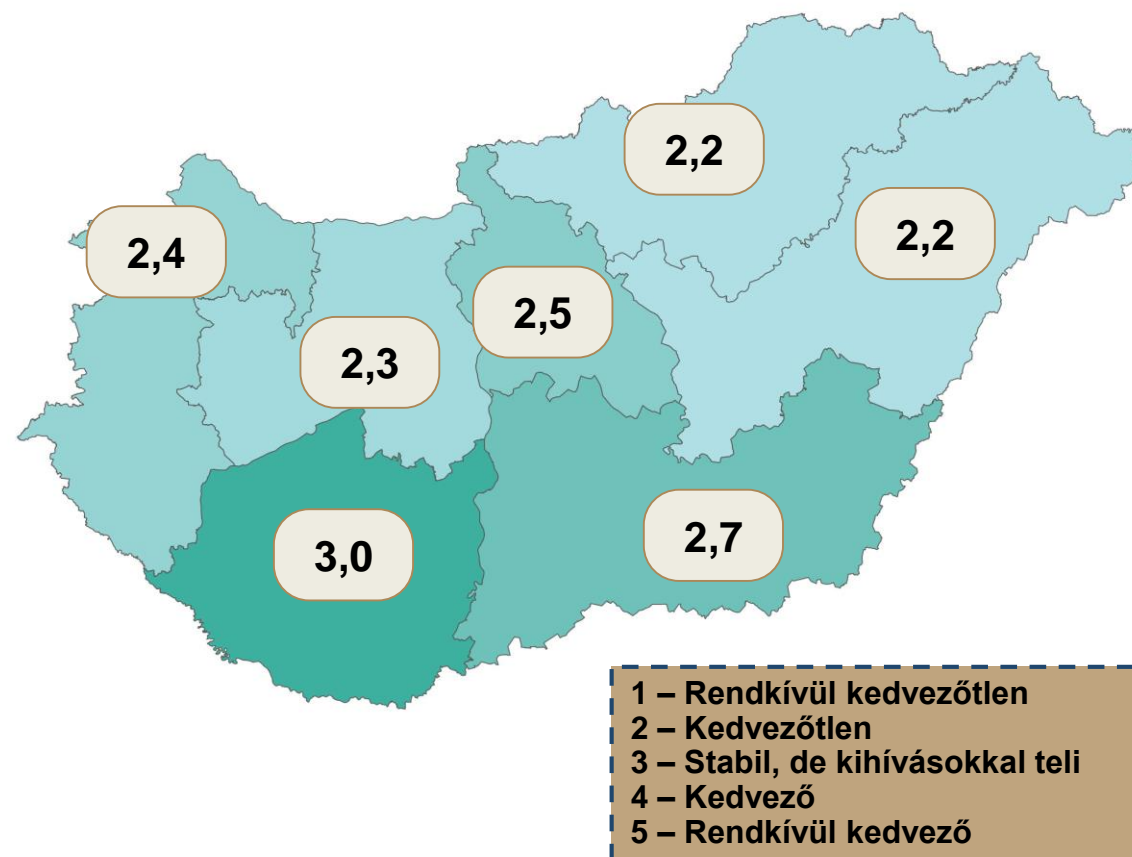 2,2
2,2
2,4
2,5
2,3
3,0
2,7
1 – Rendkívül kedvezőtlen
2 – Kedvezőtlen
3 – Stabil, de kihívásokkal teli
4 – Kedvező
5 – Rendkívül kedvező